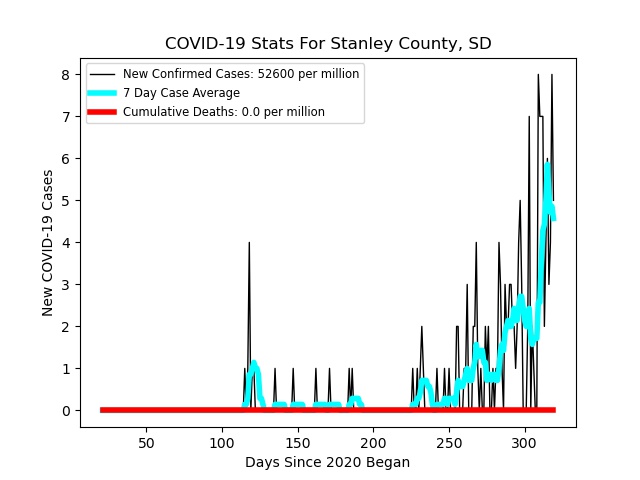 COVID-19 Stats For Stanley County, SD
New Confirmed Cases: 52600 per million
7 Day Case Average
Cumulative Deaths: 0.0 per million
New COVID-19 Cases
8
7
6
5
4
3
2
1
0
50 100 150 200 250 300
Days Since 2020 Began